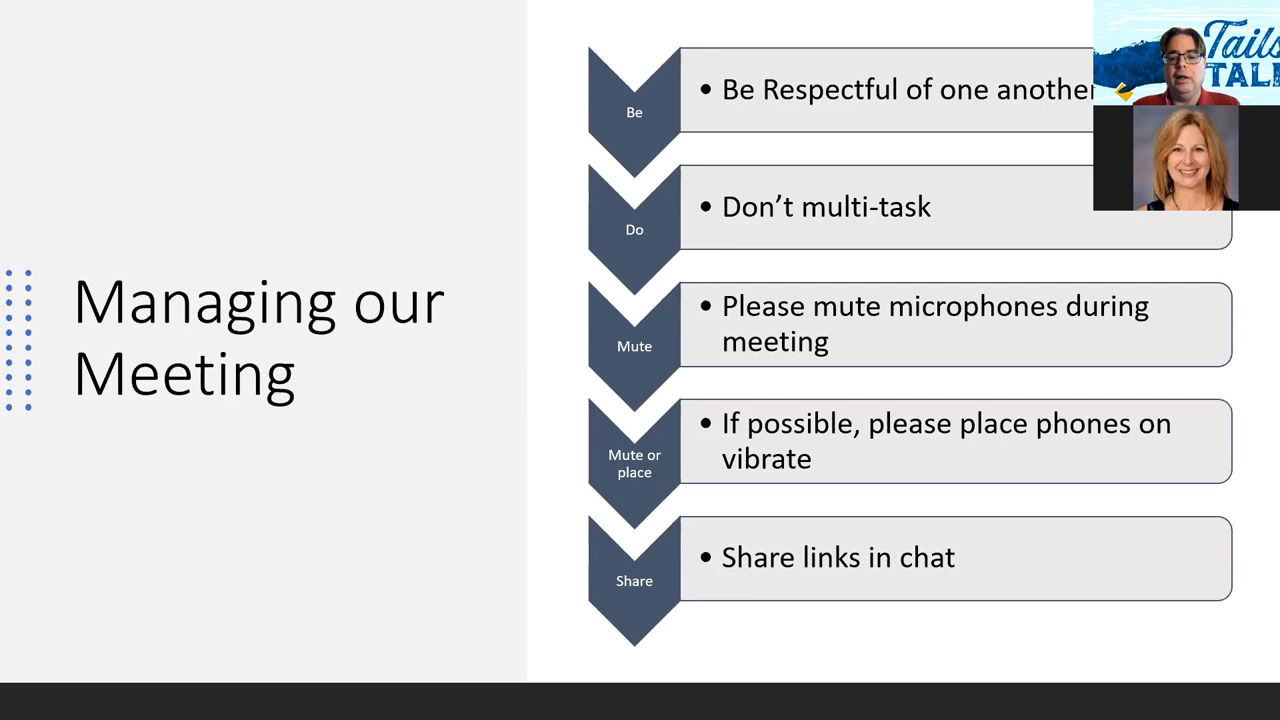 Managing our
Meeting
Be
• Be Respectful of one another
Do
• Don’t multi-task
Mute
• Please mute microphones during
meeting
Mute or
place
• If possible, please place phones on
vibrate
Share
• Share links in chat
Tails